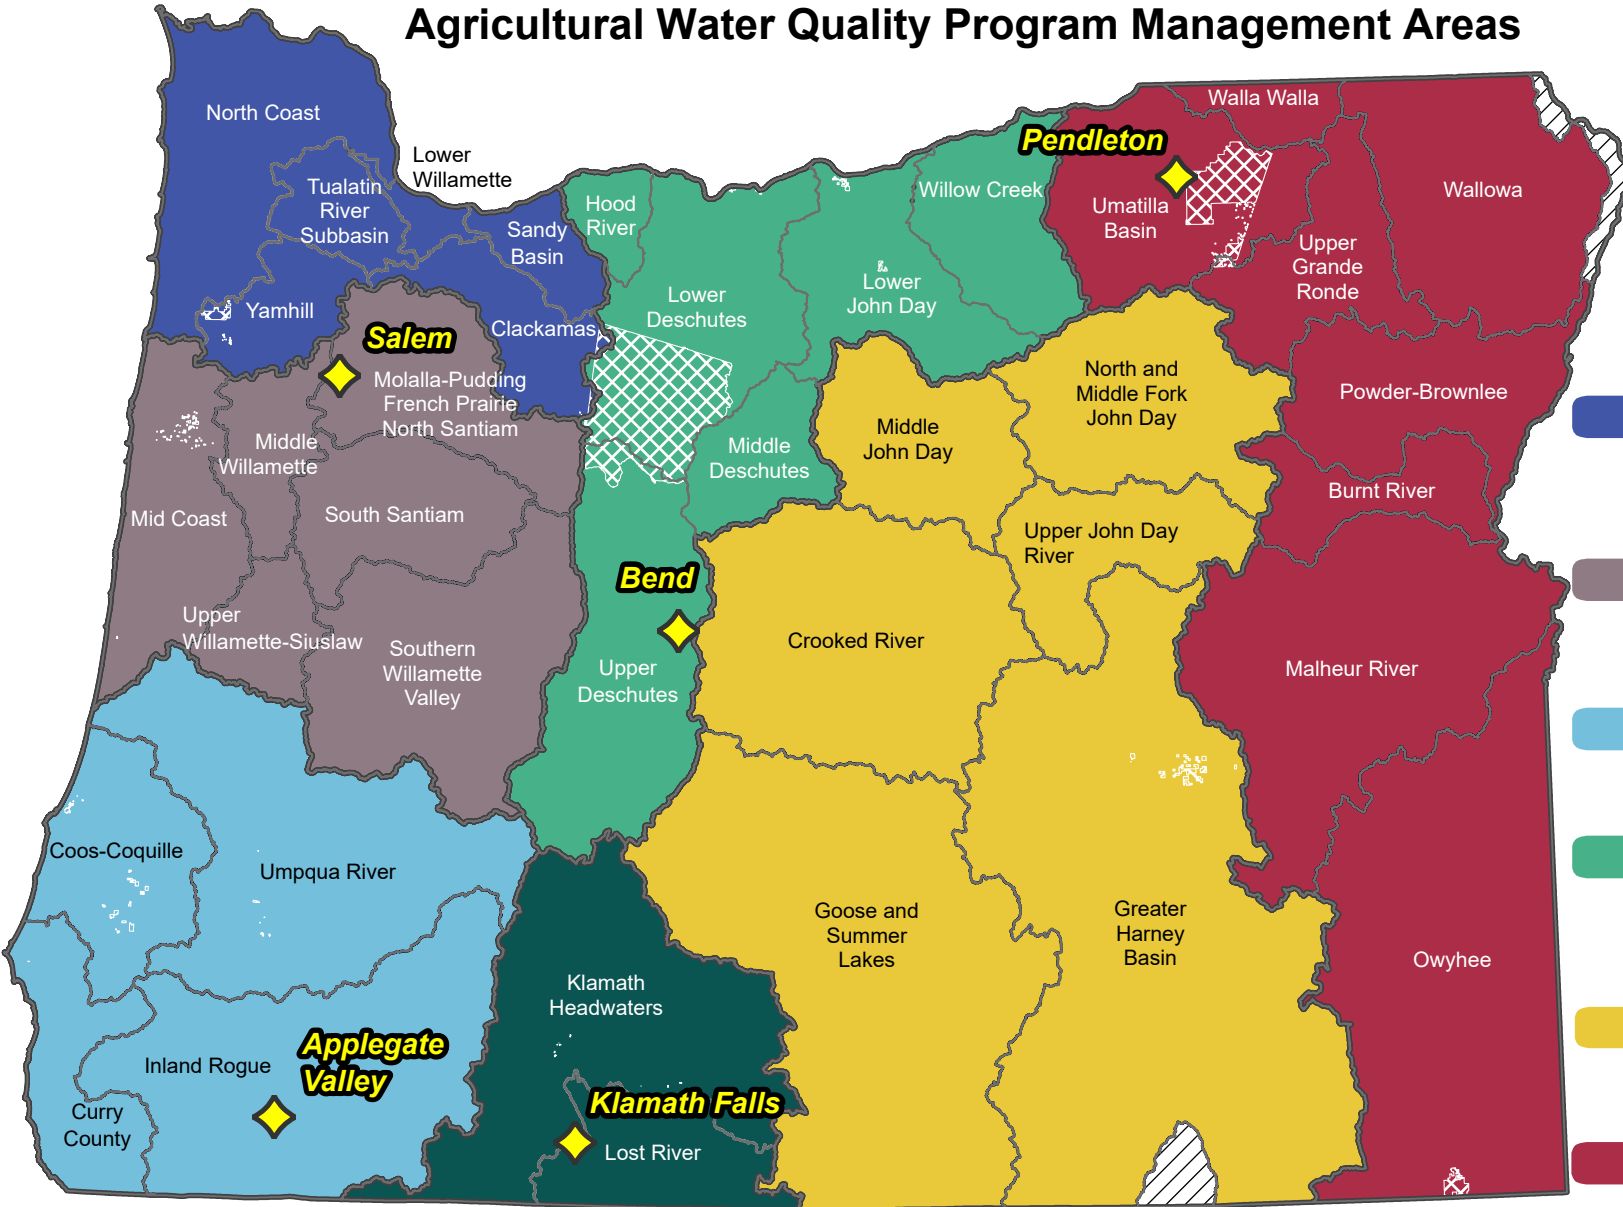 Agricultural Water Quality Program Management Areas
Walla Walla
North Coast
Pendleton
Lower
Willamette
Tualatin
River
Subbasin
Hood
River
Willow Creek
Wallowa
Umatilla
Basin
Sandy
Basin
Upper
Grande
Ronde
Lower
John Day
Lower
Deschutes
Yamhill
Clackamas
Salem
Molalla-Pudding
French Prairie
North Santiam
North and
Middle Fork
John Day
Powder-Brownlee
Middle
John Day
Middle
Willamette
Middle
Deschutes
Burnt River
Mid Coast
South Santiam
Upper John Day
River
Bend
Upper
Willamette-Siuslaw
Southern
Willamette
Valley
Upper
Deschutes
Crooked River
Malheur River
Coos-Coquille
Umpqua River
Goose and
Summer
Lakes
Greater
Harney
Basin
Owyhee
Klamath
Headwaters
Applegate
Valley
Inland Rogue
Klamath Falls
Curry
County
Lost River